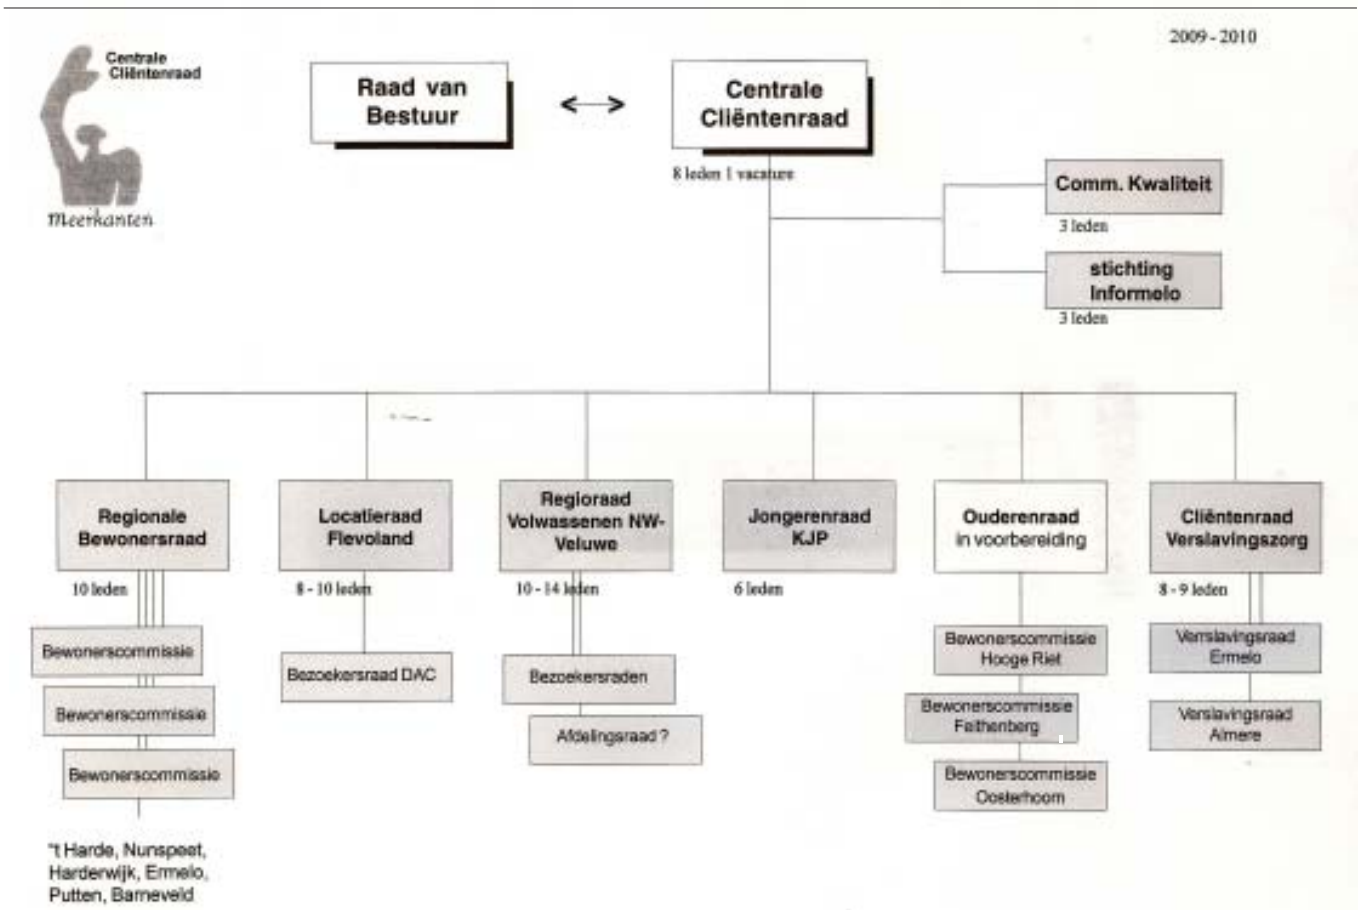 2009 - 2010
Centrale
Cliëntenraad
Meerkanten
Raad van
Bestuur
Centrale
Cliëntenraad
8 leden 1 vacature
Comm. Kwaliteit
3 leden
stichting
Informelo
3 leden
Regionale
Bewonersraad
10 leden
Bewonerscommissie
Bewonerscommissie
Bewonerscommissie
"t Harde, Nunspeet,
Harderwijk, Ermelo,
Putten, Barneveld
Locatieraad
Flevoland
8 - 10 leden
Bezoekersraad DAC
Regioraad
Volwassenen NW-
Veluwe
10 - 14 leden
Bezoekersraden
Afdelingsraad ?
Jongerenraad
KJP
6 leden
Ouderenraad
in voorbereiding
Bewonerscommissie
Hooge Riet
Bewonerscommissie
Feithenberg
Bewonerscommissie
Oosterhoorn
Cliëntenraad
Verslavingszorg
8 - 9 leden
Verrslavingsraad
Ermelo
Verslavingsraad
Almere